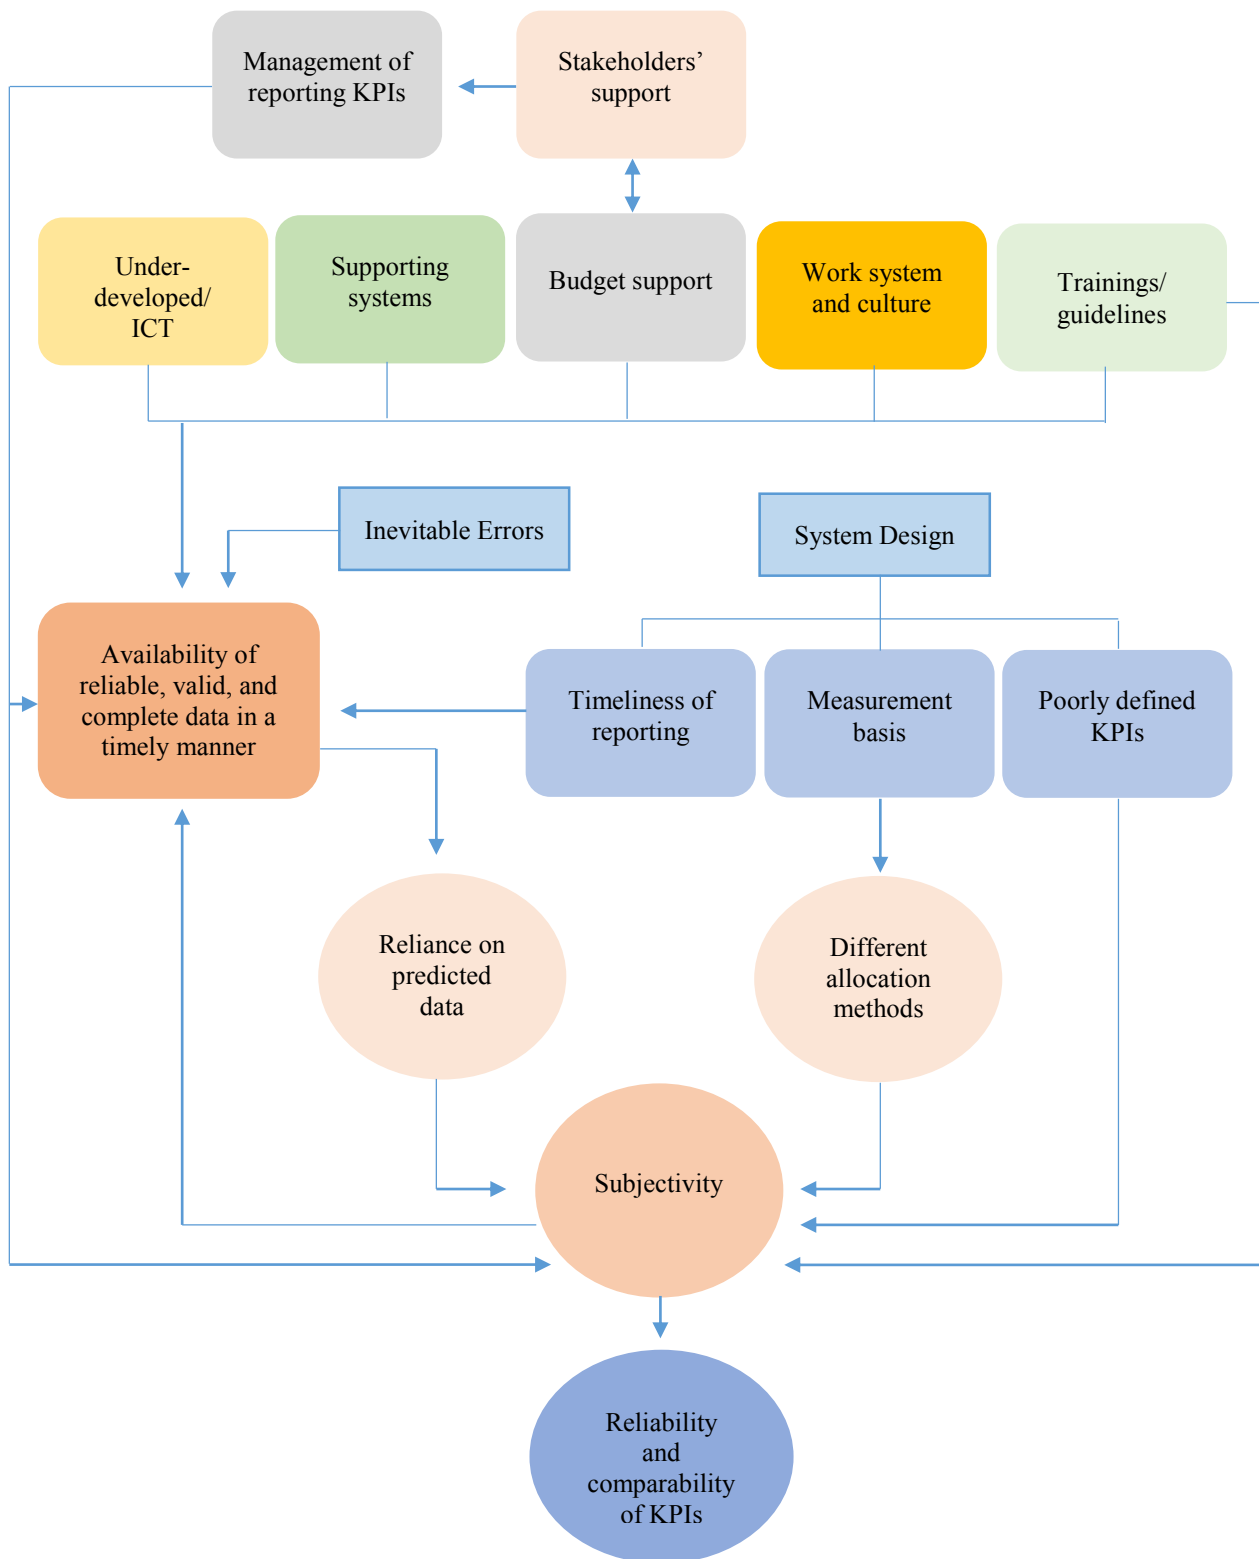 Management of
reporting KPIs
Stakeholders’
support
Under-
developed/
ICT
Supporting
systems
Budget support
Work system
and culture
Trainings/
guidelines
Inevitable Errors
System Design
Availability of
reliable, valid, and
complete data in a
timely manner
Timeliness of
reporting
Measurement
basis
Poorly defined
KPIs
Reliance on
predicted
data
Different
allocation
methods
Subjectivity
Reliability
and
comparability
of KPIs